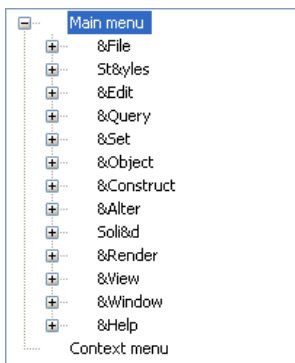 Main menu
&File
St&yles
&Edit
&Query
&Set
&Object
&Construct
&Alter
Soli&d
&Render
&View
&Window
&Help
Context menu